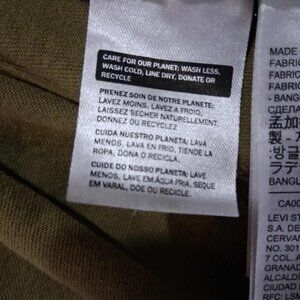 CARE FOR OUR PLANET: WASH LESS,
WASH COLD, LINE DRY, DONATE OR
RECYCLE
PRENEZ SOIN DE NOTRE PLANETE:
LAVEZ MOINS, LAVEZ A FROID,
LAISSEZ SECHER NATURELLEMENT,
DONNEZ OU RECYCLEZ
CUIDA NUESTRO PLANETA: LAVA
MENOS, LAVA EN FRIO, TIENDE LA
ROPA, DONA O RECICLA.
CUIDE DO NOSSO PLANETA: LAVE
MENOS, LAVE EM ÁGUA FRIA, SEQUE
EM VARAL, DOE OU RECICLE.
MADE
FABRIC
FABRIC
FABRIC
- BANG
孟加
製
방글
ラデ
BANGL
CA00
LEVI ST
S.A. DE
CERVAN
NO. 301
7 COL. A
GRANAD
ALCALD
CIUDAD